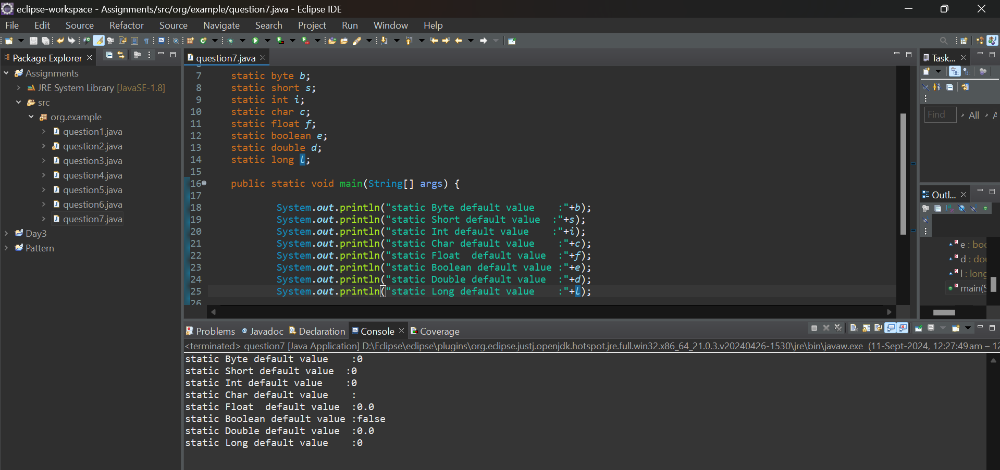 eclipse-workspace - Assignments/src/org/example/question7.java - Eclipse IDE
File Edit Source Refactor Source Navigate Search Project Run Window Help
Package Explorer
Assignments
JRE System Library [JavaSE-1.8]
src
org.example
question1.java
question2.java
question3.java
question4.java
question5.java
question6.java
question7.java
Day3
Pattern
question7.java
7 static byte b;
8 static short s;
9 static int i;
10 static char c;
11 static float f;
12 static boolean e;
13 static double d;
14 static long l;
15
16 public static void main(String[] args) {
17
18 System.out.println("static Byte default value    :"+b);
19 System.out.println("static Short default value  :"+s);
20 System.out.println("static Int default value    :"+i);
21 System.out.println("static Char default value    :"+c);
22 System.out.println("static Float  default value  :"+f);
23 System.out.println("static Boolean default value :"+e);
24 System.out.println("static Double default value  :"+d);
25 System.out.println("static Long default value    :"+l);
26
Task...
Find All A
Outl...
e : boo
d : dou
l : long
main(S
Problems Javadoc Declaration Console Coverage
<terminated> question7 [Java Application] D:\Eclipse\eclipse\plugins\org.eclipse.justj.openjdk.hotspot.jre.full.win32.x86_64_21.0.3.v20240426-1530\jre\bin\javaw.exe (11-Sept-2024, 12:27:49 am – 12
static Byte default value    :0
static Short default value  :0
static Int default value    :0
static Char default value    :
static Float  default value  :0.0
static Boolean default value :false
static Double default value  :0.0
static Long default value    :0